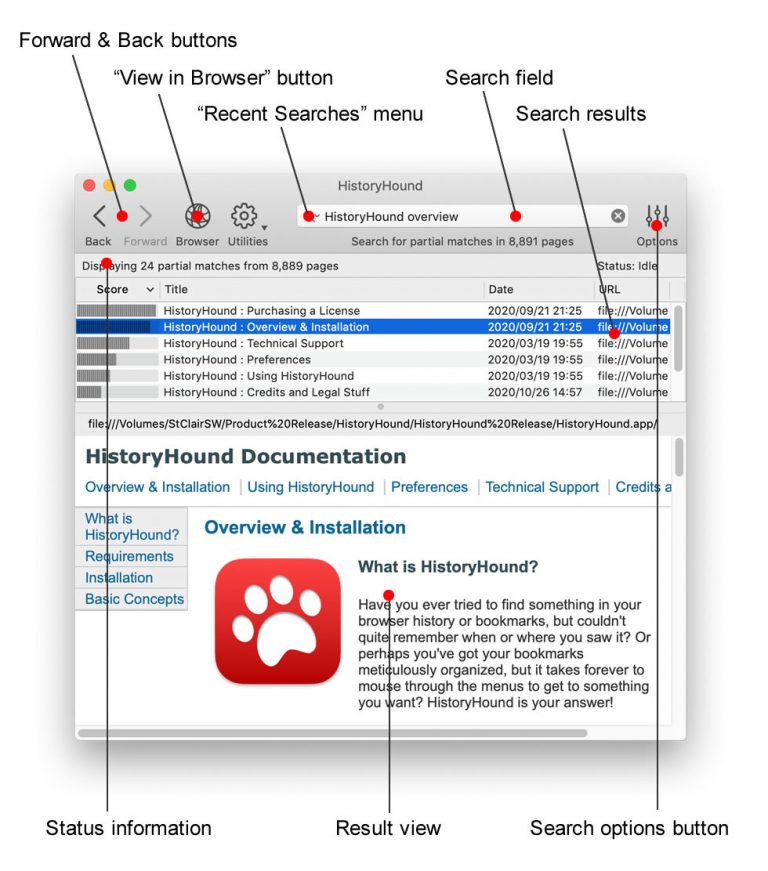 Forward & Back buttons
“View in Browser” button
Search field
“Recent Searches” menu
Search results
HistoryHound
HistoryHound overview
Back Forward Browser Utilities
Search for partial matches in 8,891 pages
Options
Displaying 24 partial matches from 8,889 pages
Status: Idle
Score Title Date URL
HistoryHound : Purchasing a License 2020/09/21 21:25 file:///Volume
HistoryHound : Overview & Installation 2020/09/21 21:25 file:///Volume
HistoryHound : Technical Support 2020/03/19 19:55 file:///Volume
HistoryHound : Preferences 2020/03/19 19:55 file:///Volume
HistoryHound : Using HistoryHound 2020/03/19 19:55 file:///Volume
HistoryHound : Credits and Legal Stuff 2020/10/26 14:57 file:///Volume
file:///Volumes/StClairSW/Product%20Release/HistoryHound/HistoryHound%20Release/HistoryHound.app/
HistoryHound Documentation
Overview & Installation | Using HistoryHound | Preferences | Technical Support | Credits a
What is
HistoryHound?
Requirements
Installation
Basic Concepts
Overview & Installation
What is HistoryHound?
Have you ever tried to find something in your
browser history or bookmarks, but couldn't
quite remember when or where you saw it? Or
perhaps you've got your bookmarks
meticulously organized, but it takes forever to
mouse through the menus to get to something
you want? HistoryHound is your answer!
Status information
Result view
Search options button